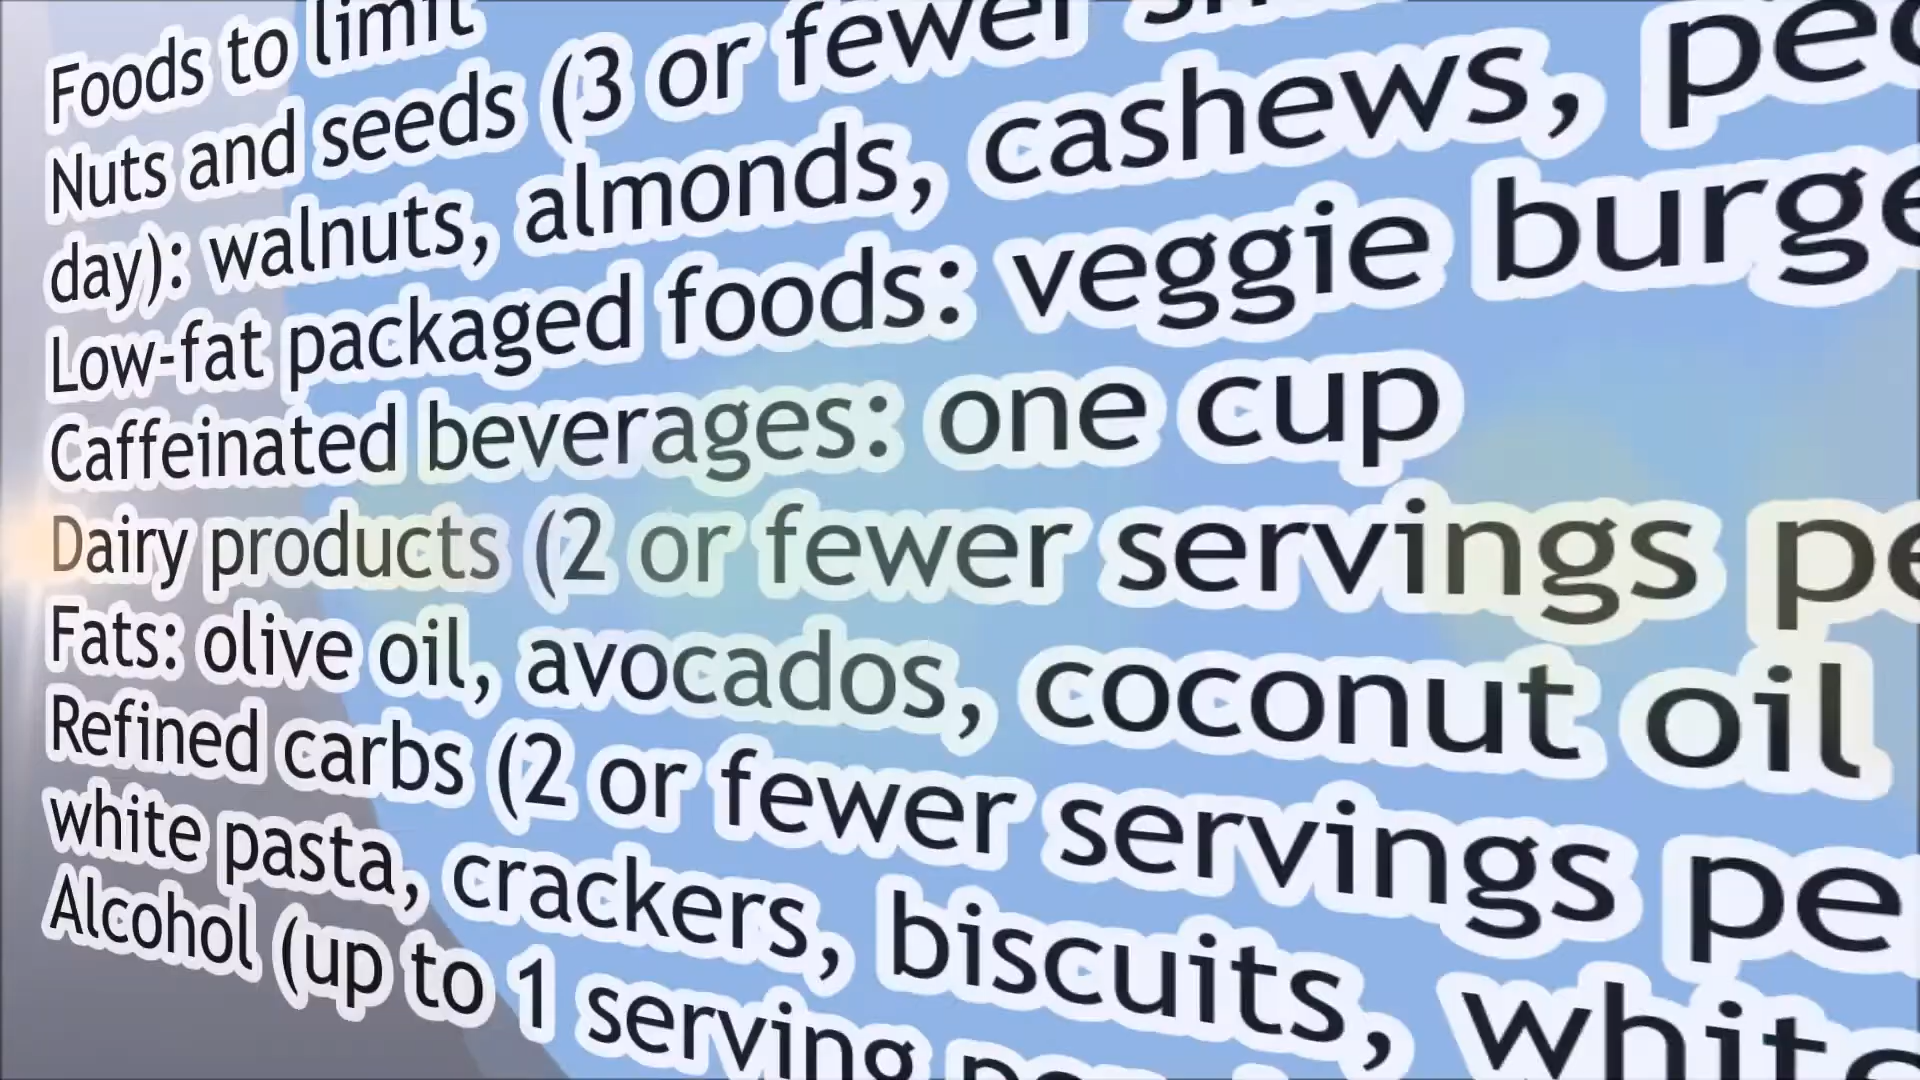 Foods to limit
Nuts and seeds (3 or fewer
day): walnuts, almonds, cashews,
Low-fat packaged foods: veggie
Caffeinated beverages: one cup
Dairy products (2 or fewer servings
Fats: olive oil, avocados, coconut oil
Refined carbs (2 or fewer servings
white pasta, crackers, biscuits,
Alcohol (up to 1 serving